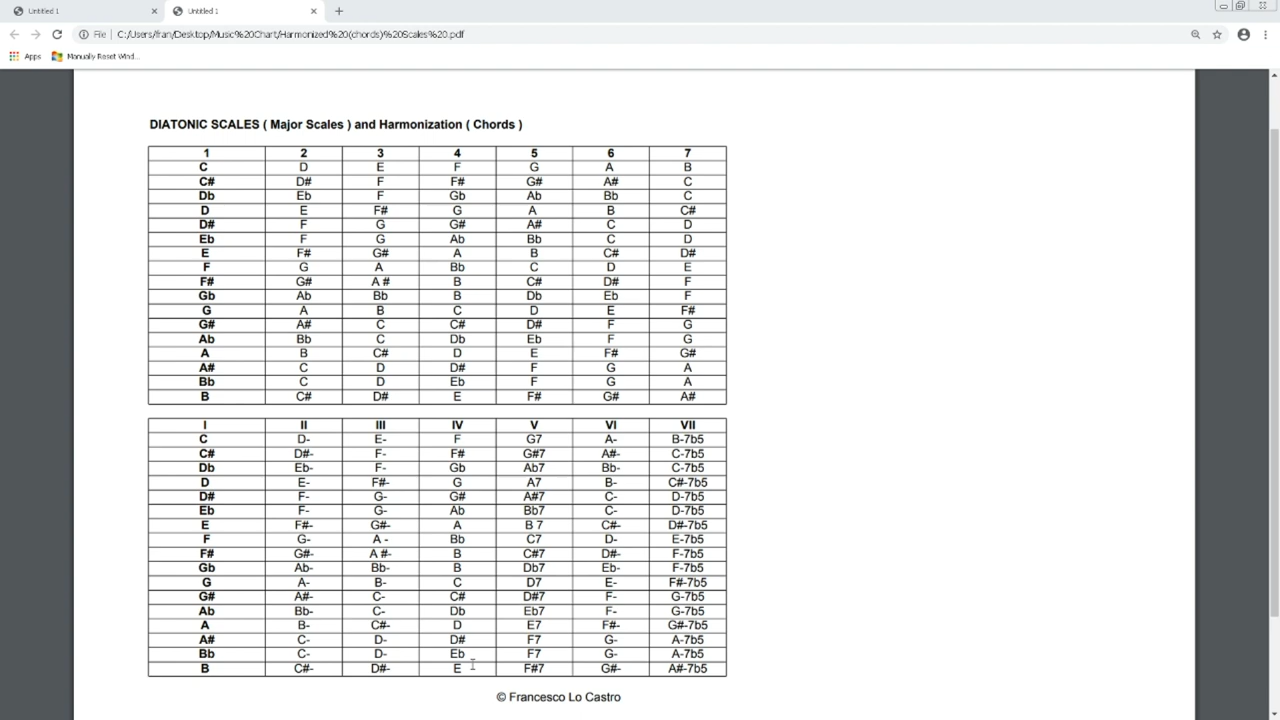 Untitled 1
Untitled 1
File C:/Users/fran/Desktop/Music%20Chart/Harmonized%20(chords)%20Scales%20.pdf
Apps Manually Reset Wind...
DIATONIC SCALES ( Major Scales ) and Harmonization ( Chords )
1 2 3 4 5 6 7
C D E F G A B
C# D# F F# G# A# C
Db Eb F Gb Ab Bb C
D E F# G A B C#
D# F G G# A# C D
Eb F G Ab Bb C D
E F# G# A B C# D#
F G A Bb C D E
F# G# A # B C# D# F
Gb Ab Bb B Db Eb F
G A B C D E F#
G# A# C C# D# F G
Ab Bb C Db Eb F G
A B C# D E F# G#
A# C D D# F G A
Bb C D Eb F G A
B C# D# E F# G# A#
I II III IV V VI VII
C D- E- F G7 A- B-7b5
C# D#- F- F# G#7 A#- C-7b5
Db Eb- F- Gb Ab7 Bb- C-7b5
D E- F#- G A7 B- C#-7b5
D# F- G- G# A#7 C- D-7b5
Eb F- G- Ab Bb7 C- D-7b5
E F#- G#- A B 7 C#- D#-7b5
F G- A - Bb C7 D- E-7b5
F# G#- A #- B C#7 D#- F-7b5
Gb Ab- Bb- B Db7 Eb- F-7b5
G A- B- C D7 E- F#-7b5
G# A#- C- C# D#7 F- G-7b5
Ab Bb- C- Db Eb7 F- G-7b5
A B- C#- D E7 F#- G#-7b5
A# C- D- D# F7 G- A-7b5
Bb C- D- Eb F7 G- A-7b5
B C#- D#- E F#7 G#- A#-7b5
© Francesco Lo Castro